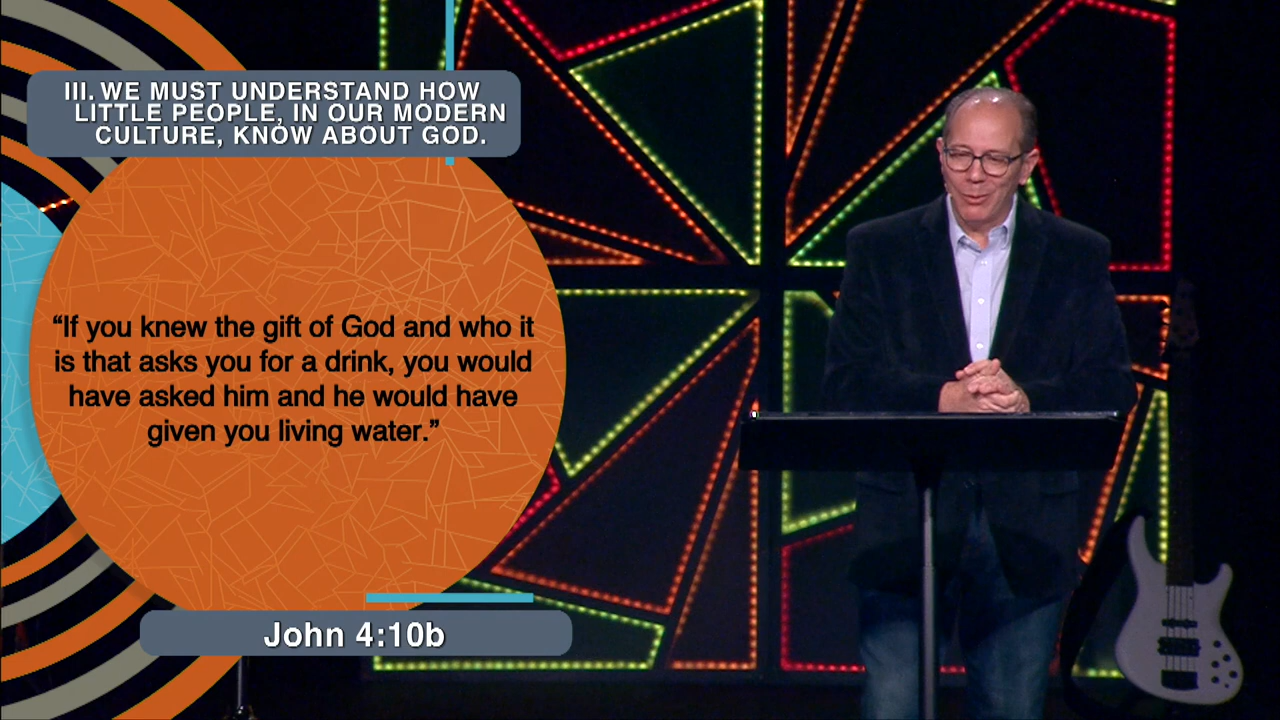 III. WE MUST UNDERSTAND HOW
LITTLE PEOPLE, IN OUR MODERN
CULTURE, KNOW ABOUT GOD.
“If you knew the gift of God and who it
is that asks you for a drink, you would
have asked him and he would have
given you living water.”
John 4:10b